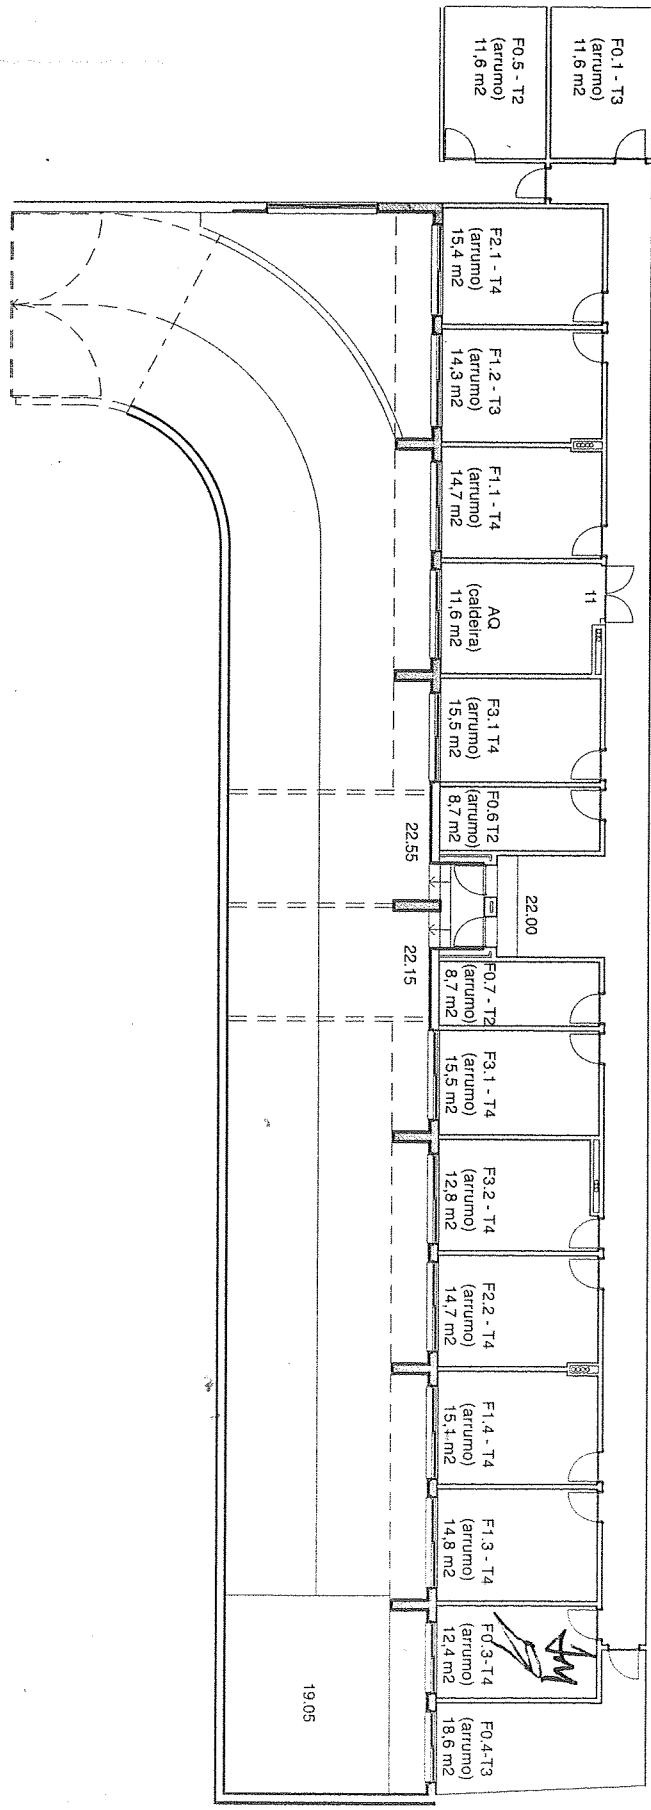 F0.1 - T3
(arrumo)
11,6 m2
F0.5 - T2
(arrumo)
11,6 m2
F2.1 - T4
(arrumo)
15,4 m2
F1.2 - T3
(arrumo)
14,3 m2
F1.1 - T4
(arrumo)
14,7 m2
11
AQ
(caldeira)
11,6 m2
F3.1 T4
(arrumo)
15,5 m2
F0.6 T2
(arrumo)
8,7 m2
22.55
22.00
22.15
F0.7 - T2
(arrumo)
8,7 m2
F3.1 - T4
(arrumo)
15,5 m2
F3.2 - T4
(arrumo)
12,8 m2
F2.2 - T4
(arrumo)
14,7 m2
F1.4 - T4
(arrumo)
15,1 m2
F1.3 - T4
(arrumo)
14,8 m2
F0.3-T4
(arrumo)
12,4 m2
F0.4-T3
(arrumo)
18,6 m2
19.05